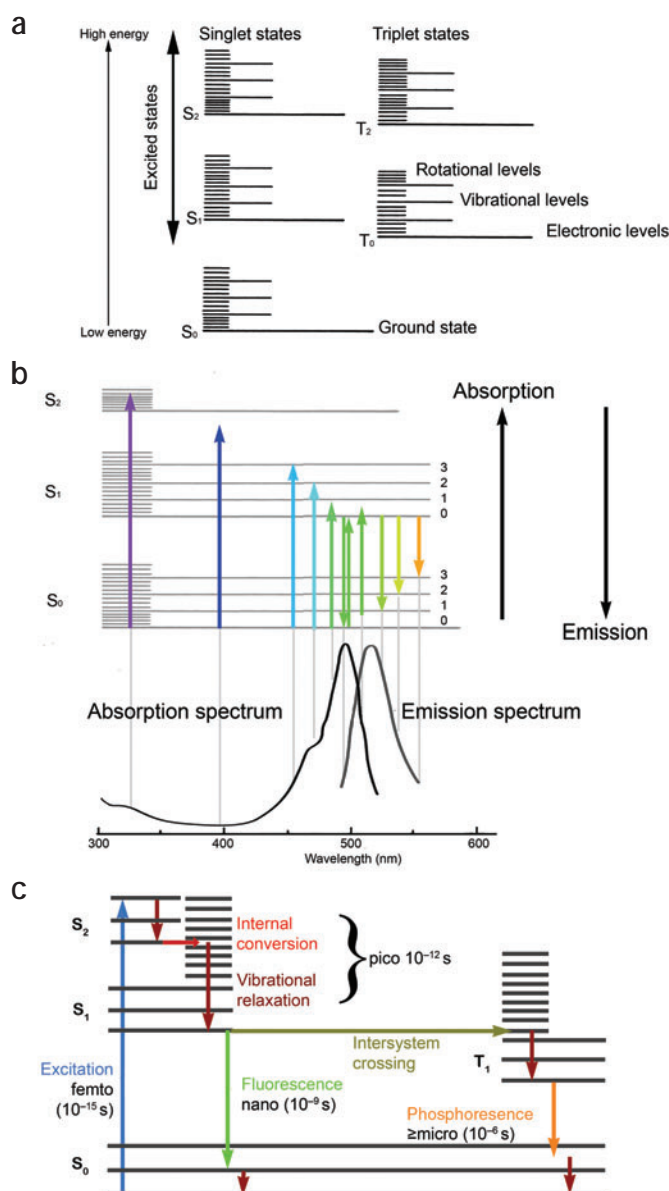 a
High energy
Singlet states
Triplet states
Excited states
S2
T2
Rotational levels
Vibrational levels
S1
T0
Electronic levels
Low energy
S0
Ground state
b
S2
Absorption
S1
3
2
1
0
S0
3
2
1
0
Emission
Absorption spectrum
Emission spectrum
300
400
500
600
Wavelength (nm)
c
S2
Internal
conversion
pico 10–12 s
Vibrational
relaxation
S1
Intersystem
crossing
T1
Excitation
femto
(10–15 s)
Fluorescence
nano (10–9 s)
Phosphoresence
≥micro (10–6 s)
S0